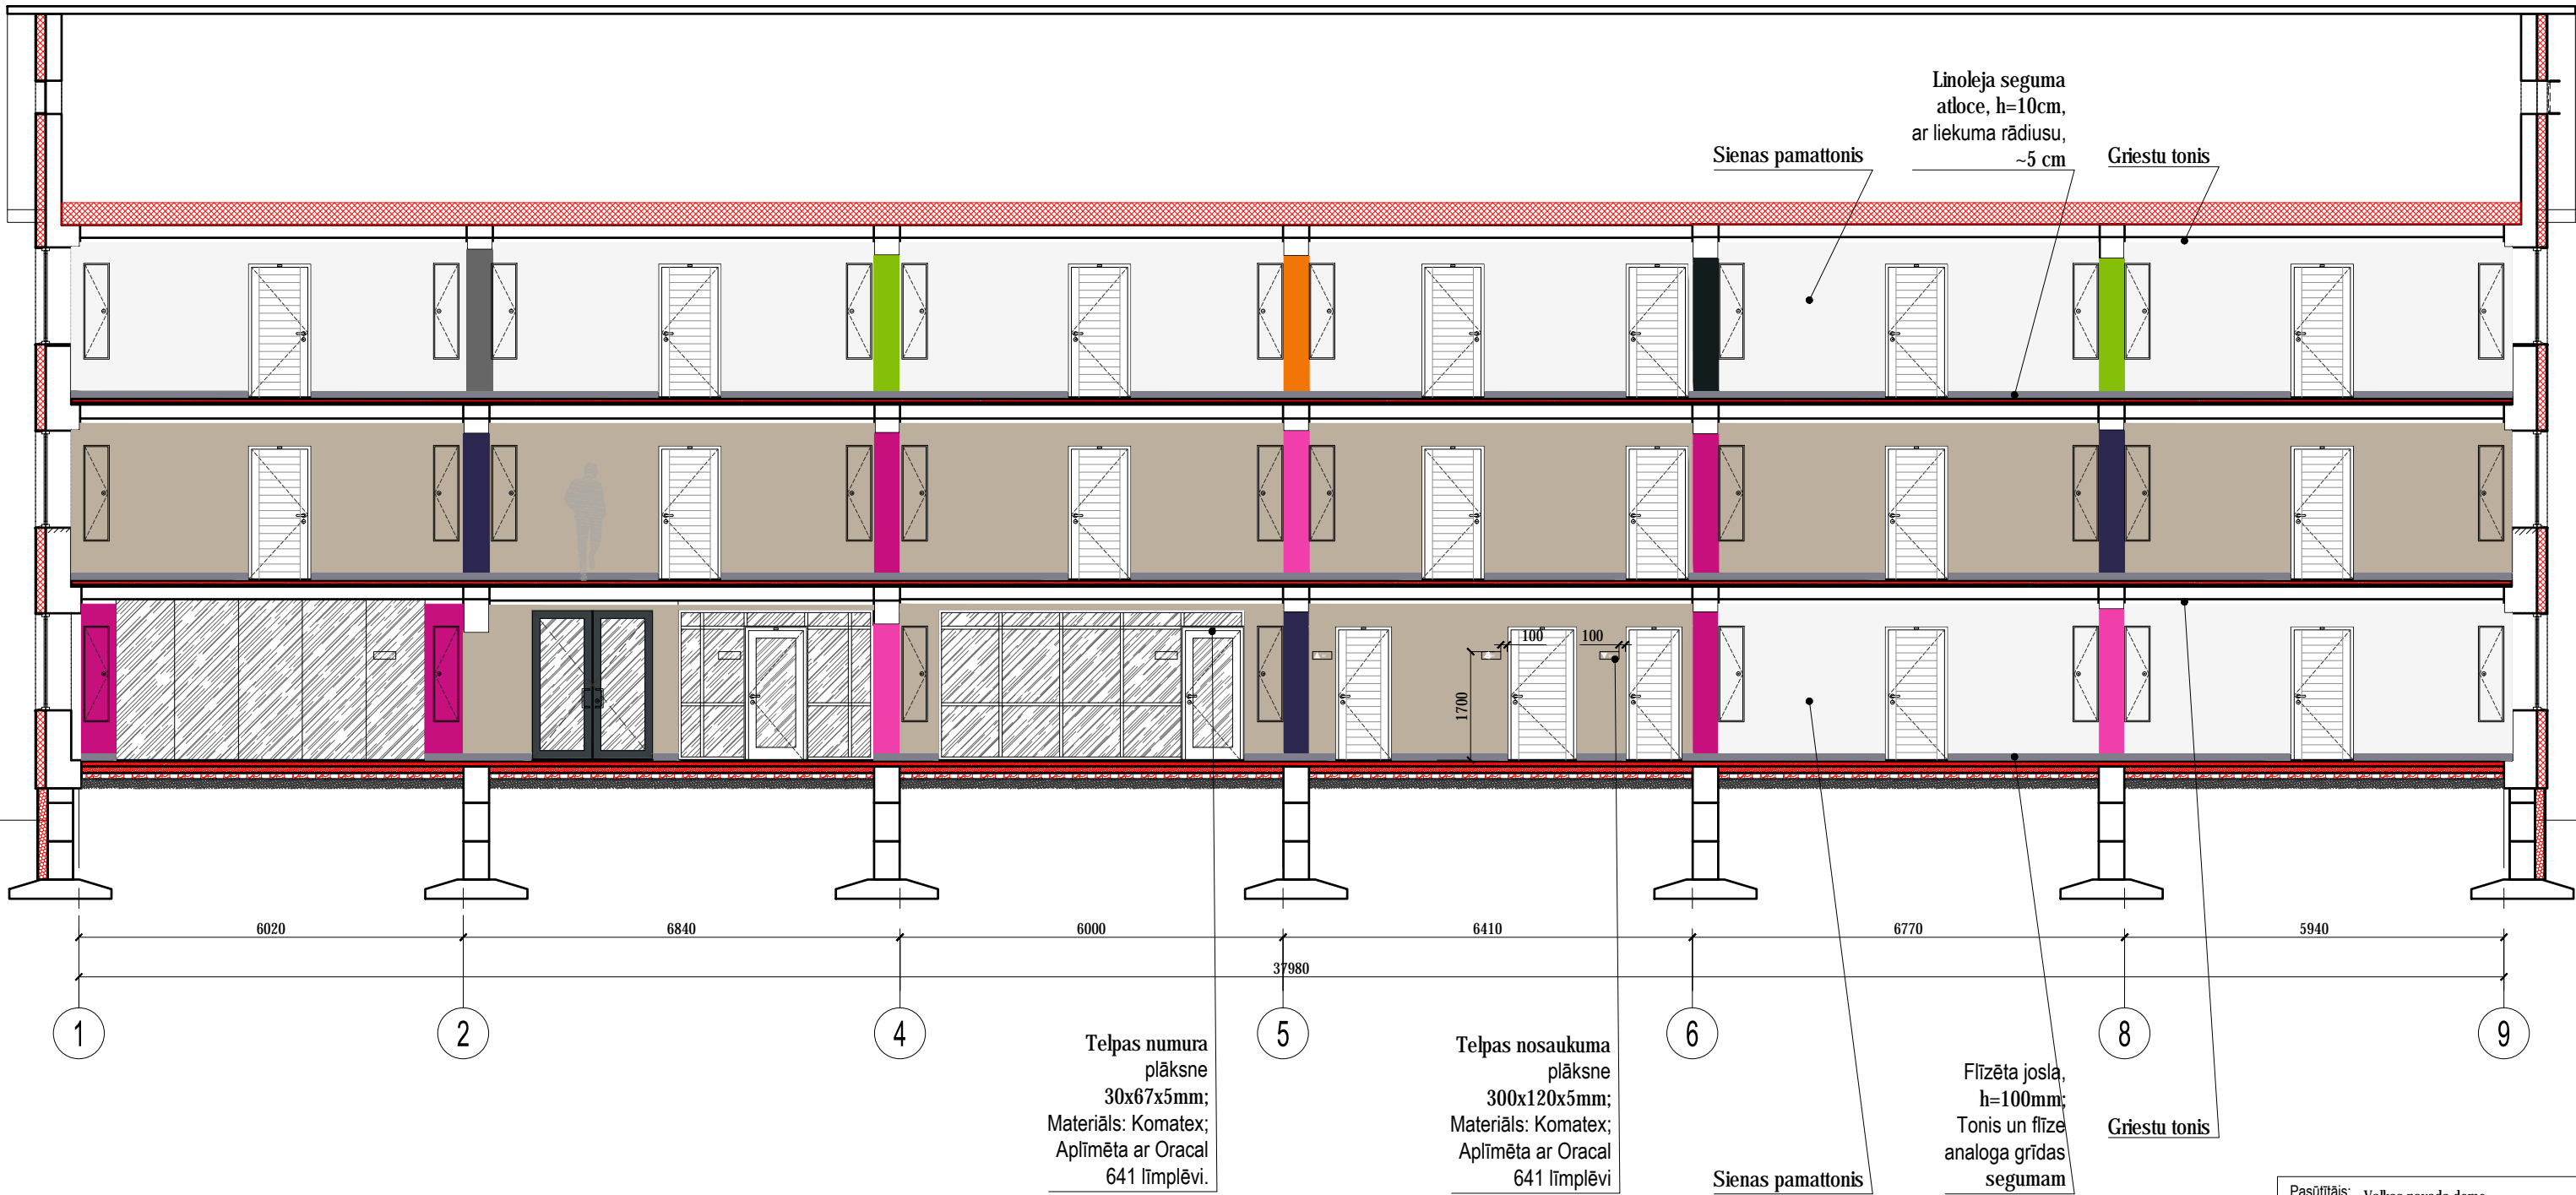 Linoleja seguma
atloce, h=10cm,
ar liekuma rādiusu,
~5 cm
Sienas pamattonis
Griestu tonis
100
100
1700
6020
6840
6000
6410
6770
5940
37980
1
2
4
5
6
8
9
Telpas numura
plāksne
30x67x5mm;
Materiāls: Komatex;
Aplīmēta ar Oracal
641 līmplēvi.
Telpas nosaukuma
plāksne
300x120x5mm;
Materiāls: Komatex;
Aplīmēta ar Oracal
641 līmplēvi
Sienas pamattonis
Flīzēta josla,
h=100mm;
Tonis un flīze
analoga grīdas
segumam
Griestu tonis
Pasūtītājs: Valkas novada dome